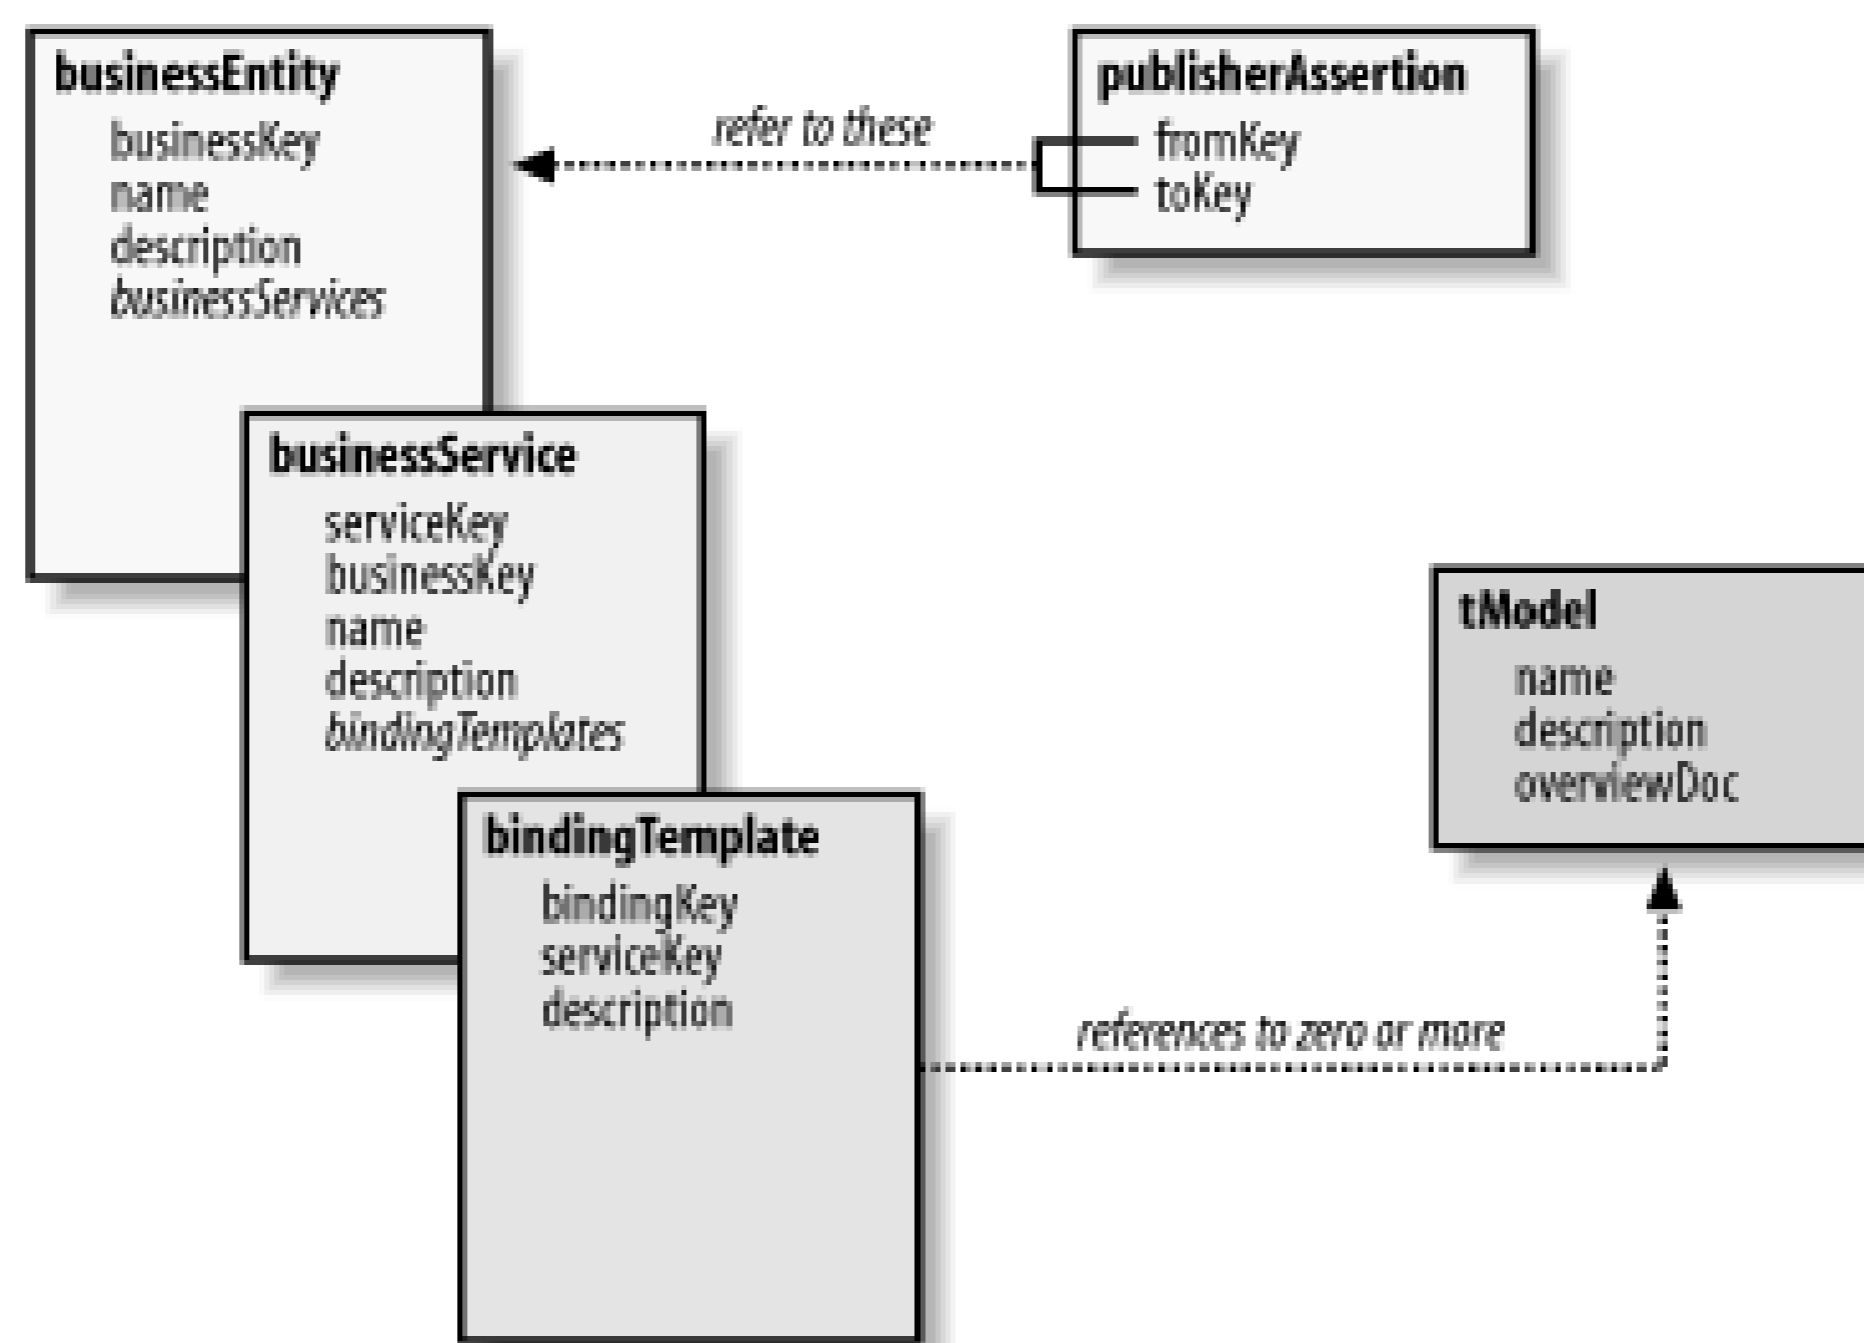 businessEntity
businessKey
name
description
businessServices
refer to these
publisherAssertion
fromKey
toKey
businessService
serviceKey
businessKey
name
description
bindingTemplates
tModel
name
description
overviewDoc
bindingTemplate
bindingKey
serviceKey
description
references to zero or more